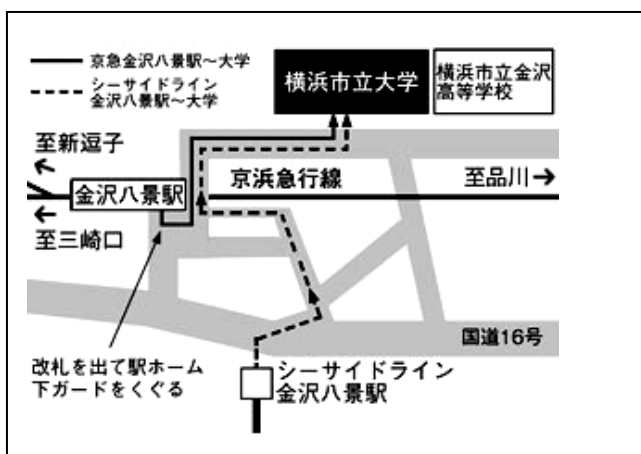 京急金沢八景駅～大学
シーサイドライン
金沢八景駅～大学
横浜市立大学
横浜市立金沢
高等学校
至新逗子
金沢八景駅
京浜急行線
至品川→
至三崎口
国道16号
改札を出て駅ホーム
下ガードをくぐる
シーサイドライン
金沢八景駅